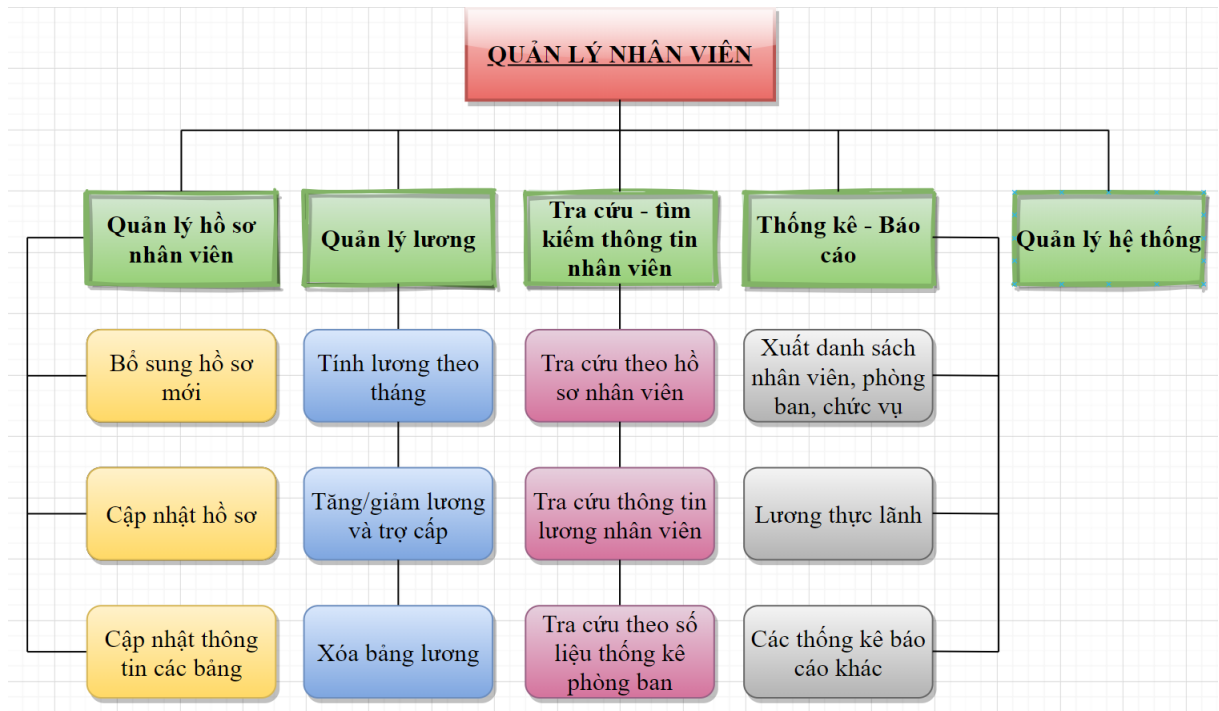 QUẢN LÝ NHÂN VIÊN
Quản lý hồ sơ
nhân viên
Quản lý lương
Tra cứu - tìm
kiếm thông tin
nhân viên
Thống kê - Báo
cáo
Quản lý hệ thống
Bổ sung hồ sơ
mới
Tính lương theo
tháng
Tra cứu theo hồ
sơ nhân viên
Xuất danh sách
nhân viên, phòng
ban, chức vụ
Cập nhật hồ sơ
Tăng/giảm lương
và trợ cấp
Tra cứu thông tin
lương nhân viên
Lương thực lãnh
Cập nhật thông
tin các bảng
Xóa bảng lương
Tra cứu theo số
liệu thống kê
phòng ban
Các thống kê báo
cáo khác